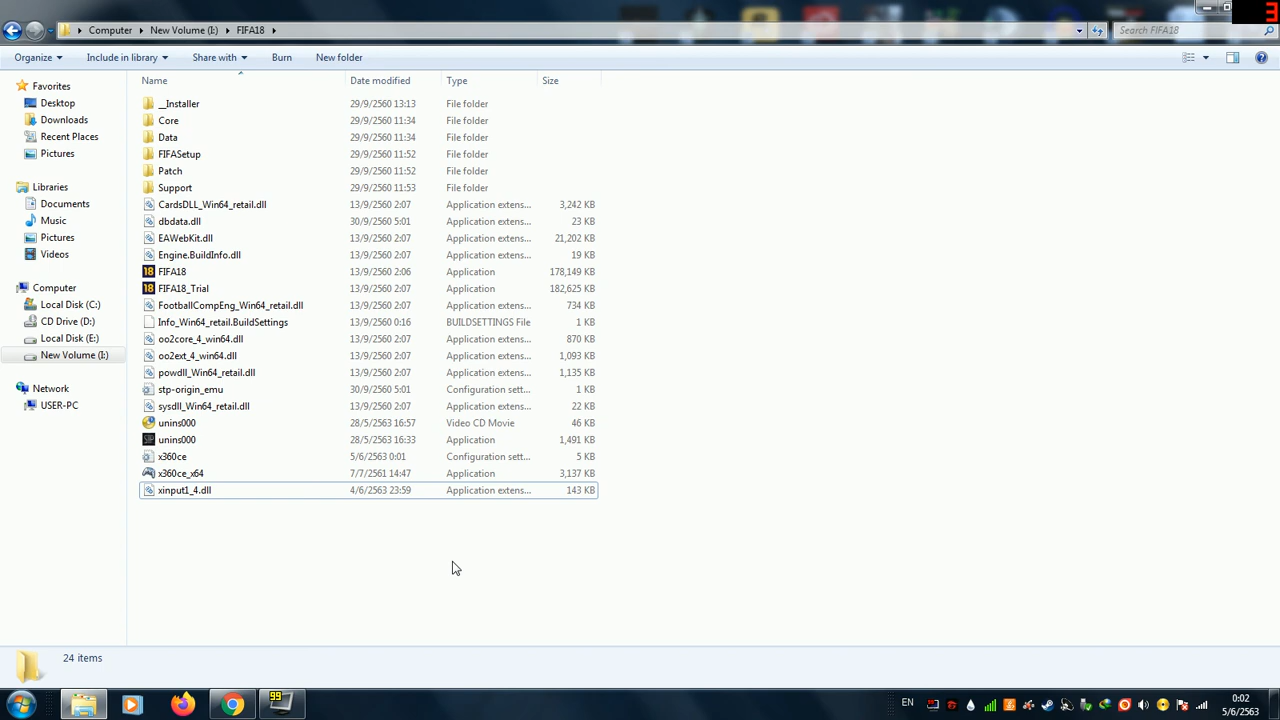 3
Computer ▸ New Volume (I:) ▸ FIFA18 ▸
Search FIFA18
Organize Include in library Share with Burn New folder
Name Date modified Type Size
Favorites
Desktop
Downloads
Recent Places
Pictures
Libraries
Documents
Music
Pictures
Videos
Computer
Local Disk (C:)
CD Drive (D:)
Local Disk (E:)
New Volume (I:)
Network
USER-PC
__Installer 29/9/2560 13:13 File folder
Core 29/9/2560 11:34 File folder
Data 29/9/2560 11:34 File folder
FIFASetup 29/9/2560 11:52 File folder
Patch 29/9/2560 11:52 File folder
Support 29/9/2560 11:53 File folder
CardsDLL_Win64_retail.dll 13/9/2560 2:07 Application extens... 3,242 KB
dbdata.dll 30/9/2560 5:01 Application extens... 23 KB
EAWebKit.dll 13/9/2560 2:07 Application extens... 21,202 KB
Engine.BuildInfo.dll 13/9/2560 2:07 Application extens... 19 KB
18 FIFA18 13/9/2560 2:06 Application 178,149 KB
18 FIFA18_Trial 13/9/2560 2:07 Application 182,625 KB
FootballCompEng_Win64_retail.dll 13/9/2560 2:07 Application extens... 734 KB
Info_Win64_retail.BuildSettings 13/9/2560 0:16 BUILDSETTINGS File 1 KB
oo2core_4_win64.dll 13/9/2560 2:07 Application extens... 870 KB
oo2ext_4_win64.dll 13/9/2560 2:07 Application extens... 1,093 KB
powdll_Win64_retail.dll 13/9/2560 2:07 Application extens... 1,135 KB
stp-origin_emu 30/9/2560 5:01 Configuration sett... 1 KB
sysdll_Win64_retail.dll 13/9/2560 2:07 Application extens... 22 KB
unins000 28/5/2563 16:57 Video CD Movie 46 KB
STP unins000 28/5/2563 16:33 Application 1,491 KB
x360ce 5/6/2563 0:01 Configuration sett... 5 KB
x360ce_x64 7/7/2561 14:47 Application 3,137 KB
xinput1_4.dll 4/6/2563 23:59 Application extens... 143 KB
24 items
99
EN
0:02
5/6/2563